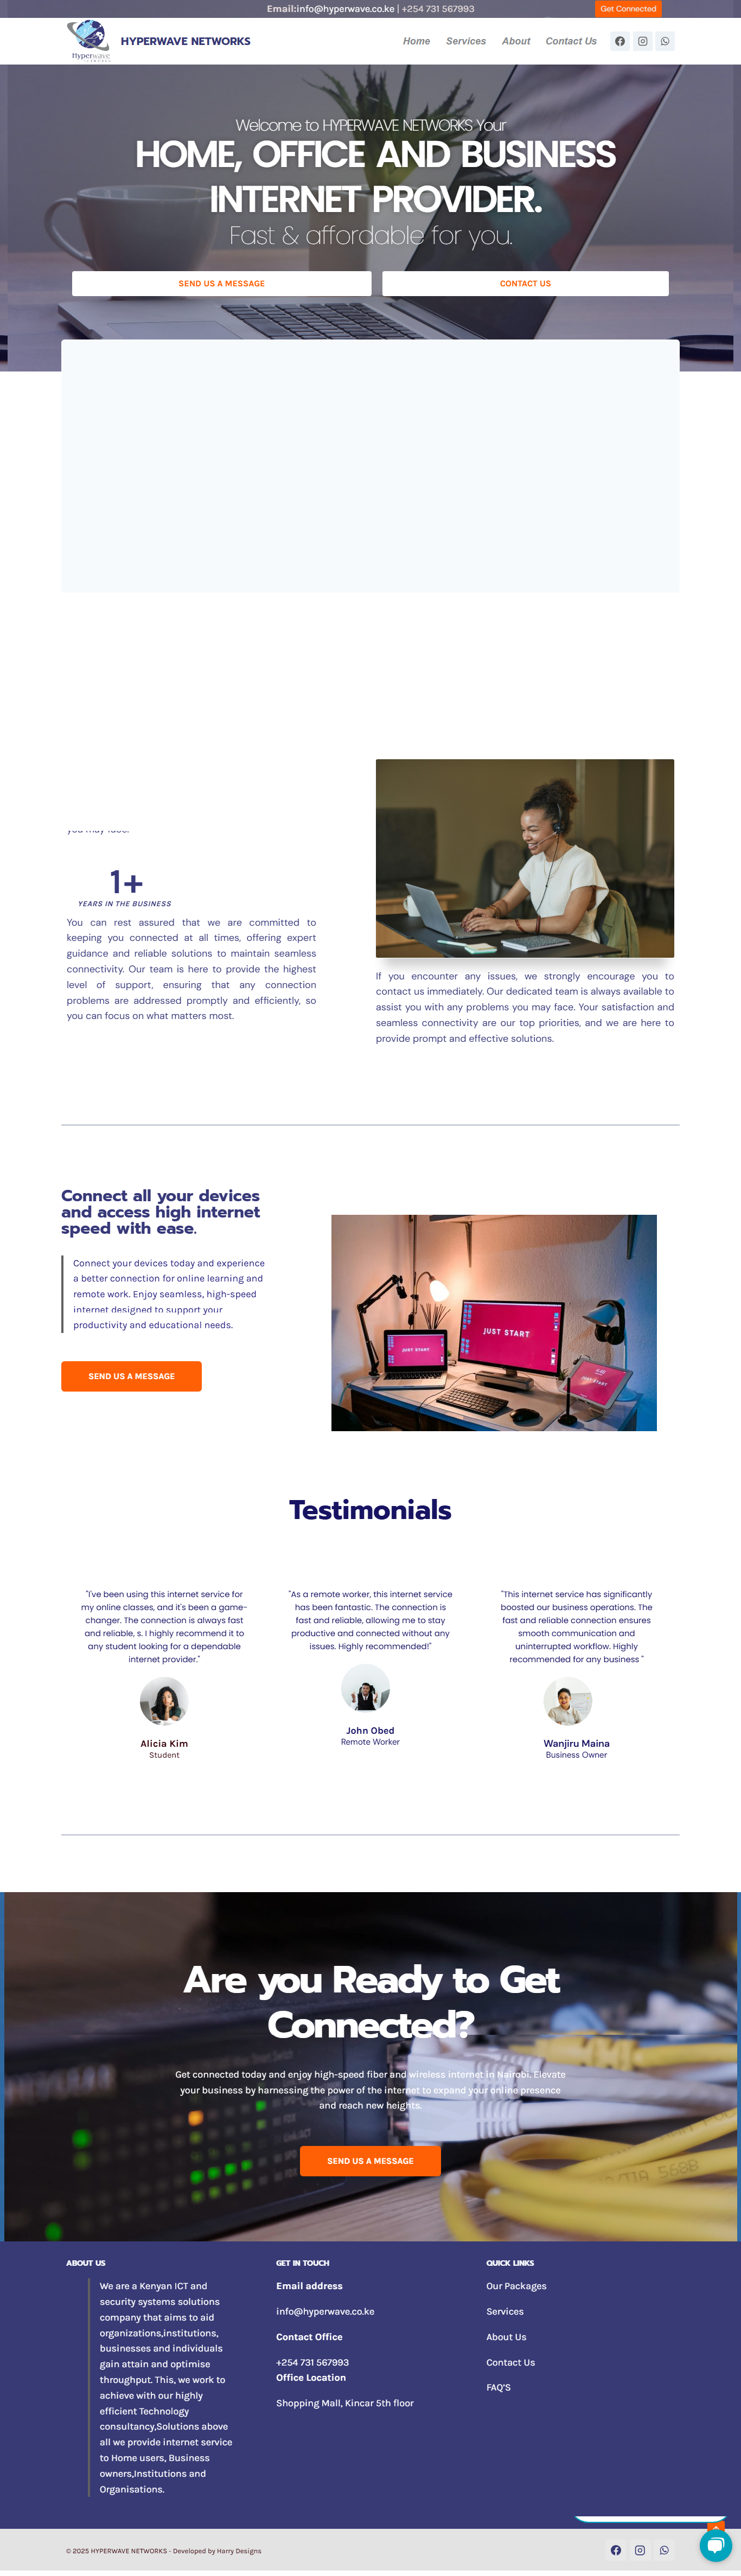 Email:info@hyperwave.co.ke | +254 731 567993
Get Connected
Hyperwave
HYPERWAVE NETWORKS
Home Services About Contact Us
Welcome to HYPERWAVE NETWORKS Your
HOME, OFFICE AND BUSINESS
INTERNET PROVIDER.
Fast & affordable for you.
SEND US A MESSAGE
CONTACT US
you may face.
1+
YEARS IN THE BUSINESS
You can rest assured that we are committed to
keeping you connected at all times, offering expert
guidance and reliable solutions to maintain seamless
connectivity. Our team is here to provide the highest
level of support, ensuring that any connection
problems are addressed promptly and efficiently, so
you can focus on what matters most.
If you encounter any issues, we strongly encourage you to
contact us immediately. Our dedicated team is always available to
assist you with any problems you may face. Your satisfaction and
seamless connectivity are our top priorities, and we are here to
provide prompt and effective solutions.
Connect all your devices
and access high internet
speed with ease.
Connect your devices today and experience
a better connection for online learning and
remote work. Enjoy seamless, high-speed
internet designed to support your
productivity and educational needs.
SEND US A MESSAGE
JUST START
JUST START
JUST START
Testimonials
"I've been using this internet service for
my online classes, and it's been a game-
changer. The connection is always fast
and reliable, s. I highly recommend it to
any student looking for a dependable
internet provider."
Alicia Kim
Student
"As a remote worker, this internet service
has been fantastic. The connection is
fast and reliable, allowing me to stay
productive and connected without any
issues. Highly recommended!"
John Obed
Remote Worker
"This internet service has significantly
boosted our business operations. The
fast and reliable connection ensures
smooth communication and
uninterrupted workflow. Highly
recommended for any business "
Wanjiru Maina
Business Owner
Are you Ready to Get
Connected?
Get connected today and enjoy high-speed fiber and wireless internet in Nairobi. Elevate
your business by harnessing the power of the internet to expand your online presence
and reach new heights.
SEND US A MESSAGE
ABOUT US
We are a Kenyan ICT and
security systems solutions
company that aims to aid
organizations,institutions,
businesses and individuals
gain attain and optimise
throughput. This, we work to
achieve with our highly
efficient Technology
consultancy,Solutions above
all we provide internet service
to Home users, Business
owners,Institutions and
Organisations.
GET IN TOUCH
Email address
info@hyperwave.co.ke
Contact Office
+254 731 567993
Office Location
Shopping Mall, Kincar 5th floor
QUICK LINKS
Our Packages
Services
About Us
Contact Us
FAQ'S
© 2025 HYPERWAVE NETWORKS - Developed by Harry Designs